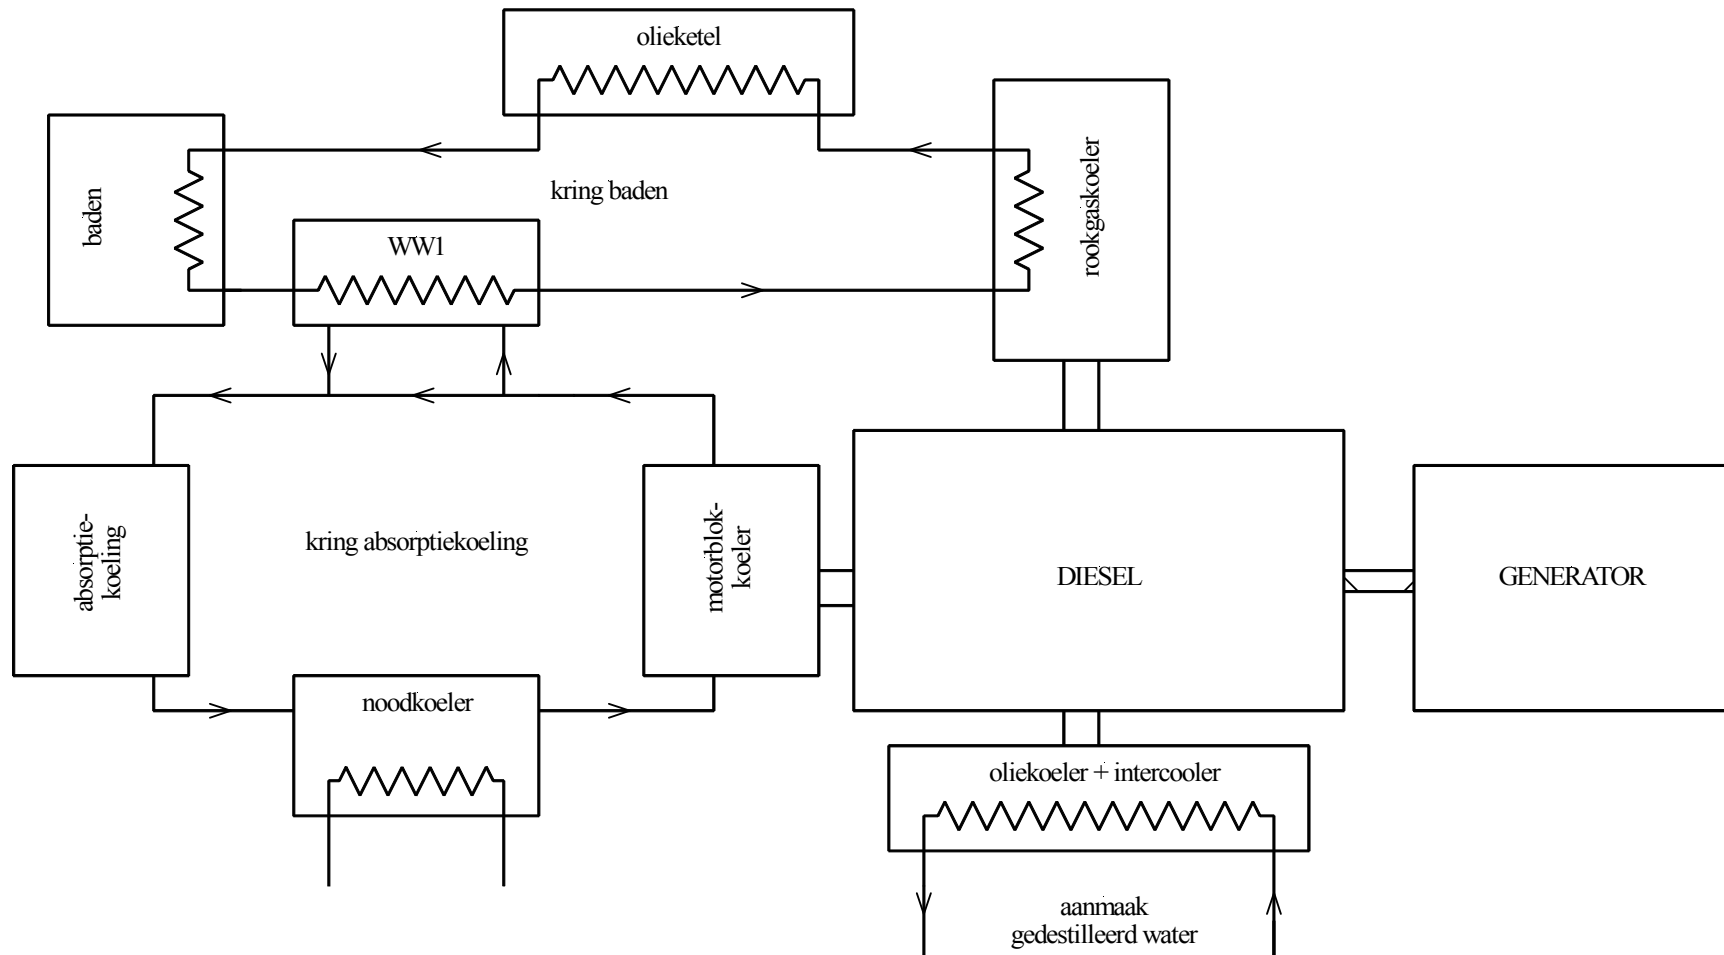 olieketel
baden
kring baden
WW1
rookgaskoeler
absorptie-
koeling
kring absorptiekoeling
motorblok-
koeler
DIESEL
GENERATOR
noodkoeler
oliekoeler + intercooler
aanmaak
gedestilleerd water